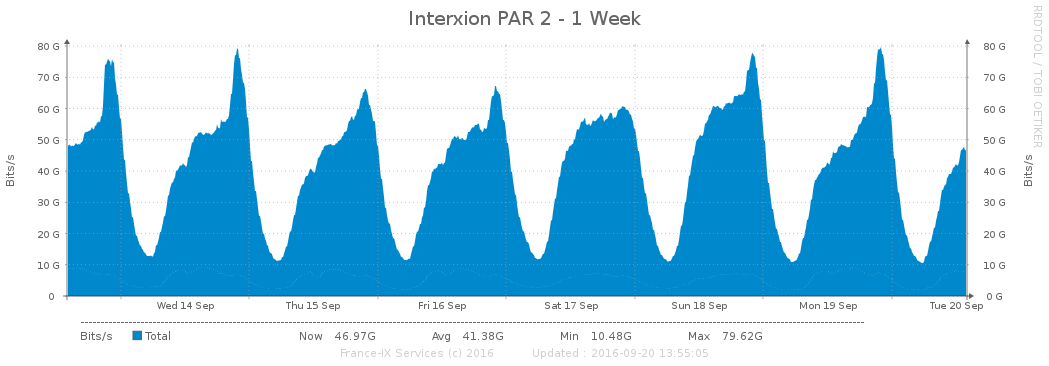 Interxion PAR 2 - 1 Week
RRDTOOL / TOBI OETIKER
Bits/s
80 G
70 G
60 G
50 G
40 G
30 G
20 G
10 G
0
80 G
70 G
60 G
50 G
40 G
30 G
20 G
10 G
0 G
Bits/s
Wed 14 Sep Thu 15 Sep Fri 16 Sep Sat 17 Sep Sun 18 Sep Mon 19 Sep Tue 20 Sep
Bits/s Total Now 46.97G Avg 41.38G Min 10.48G Max 79.62G
France-IX Services (c) 2016 Updated : 2016-09-20 13:55:05